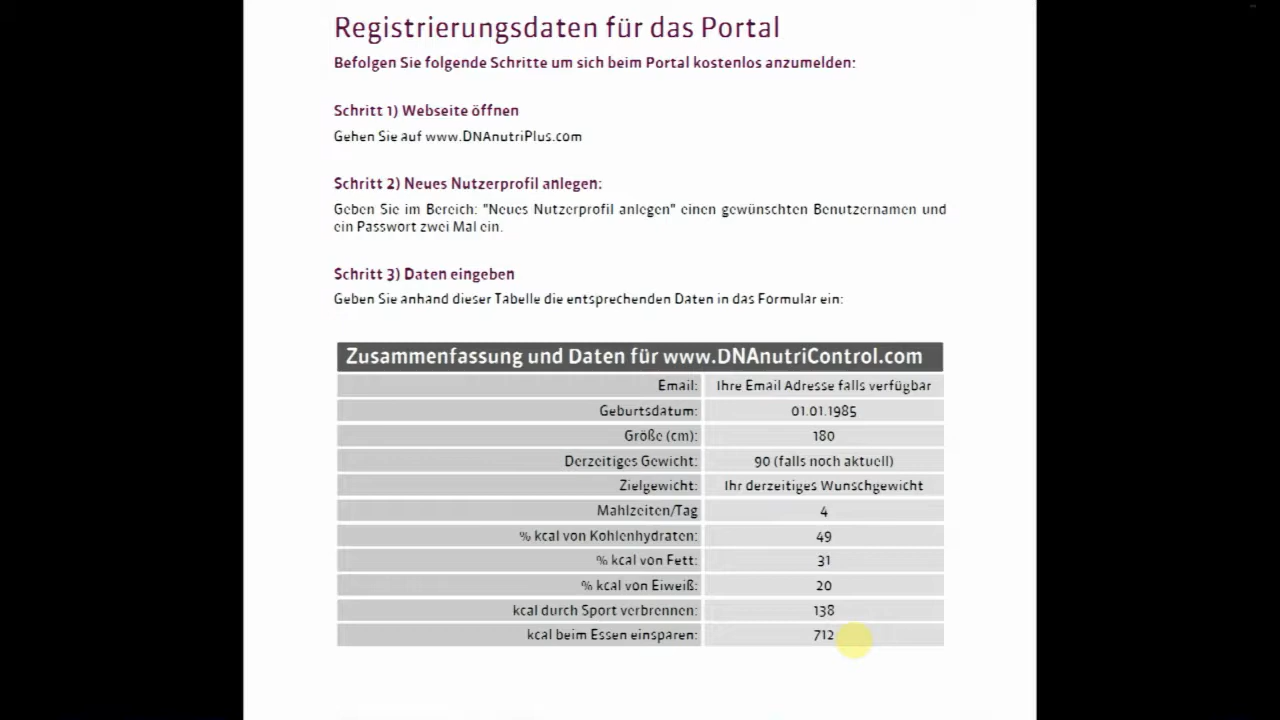 Registrierungsdaten für das Portal
Befolgen Sie folgende Schritte um sich beim Portal kostenlos anzumelden:
Schritt 1) Webseite öffnen
Gehen Sie auf www.DNAnutriPlus.com
Schritt 2) Neues Nutzerprofil anlegen:
Geben Sie im Bereich: "Neues Nutzerprofil anlegen" einen gewünschten Benutzernamen und
ein Passwort zwei Mal ein.
Schritt 3) Daten eingeben
Geben Sie anhand dieser Tabelle die entsprechenden Daten in das Formular ein:
Zusammenfassung und Daten für www.DNAnutriControl.com
Email: Ihre Email Adresse falls verfügbar
Geburtsdatum: 01.01.1985
Größe (cm): 180
Derzeitiges Gewicht: 90 (falls noch aktuell)
Zielgewicht: Ihr derzeitiges Wunschgewicht
Mahlzeiten/Tag 4
% kcal von Kohlenhydraten: 49
% kcal von Fett: 31
% kcal von Eiweiß: 20
kcal durch Sport verbrennen: 138
kcal beim Essen einsparen: 712